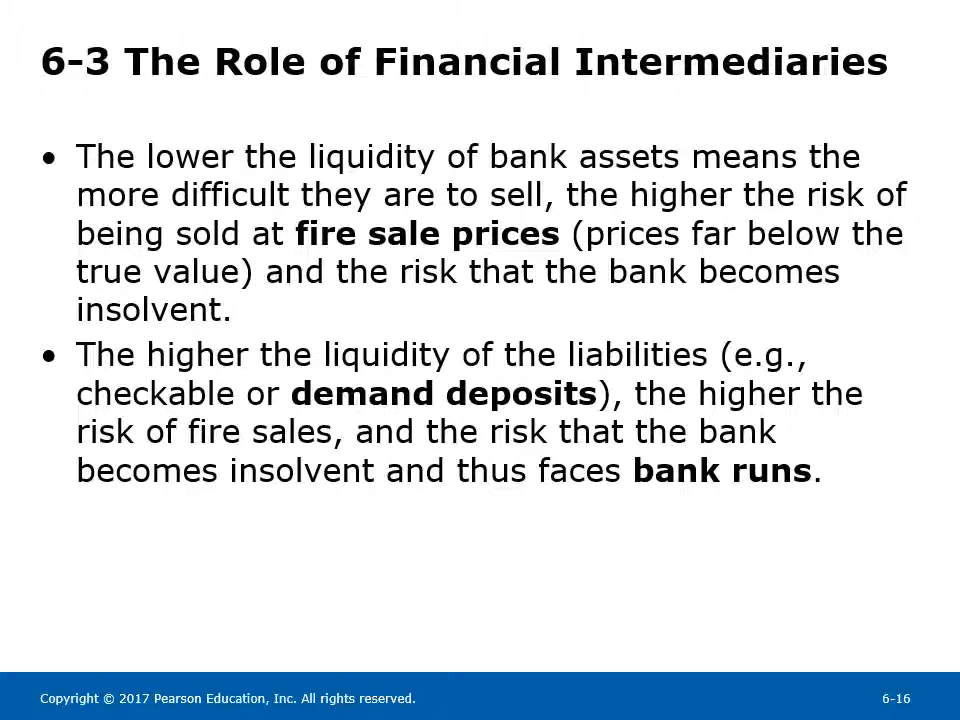 6-3 The Role of Financial Intermediaries
• The lower the liquidity of bank assets means the
more difficult they are to sell, the higher the risk of
being sold at fire sale prices (prices far below the
true value) and the risk that the bank becomes
insolvent.
• The higher the liquidity of the liabilities (e.g.,
checkable or demand deposits), the higher the
risk of fire sales, and the risk that the bank
becomes insolvent and thus faces bank runs.
Copyright © 2017 Pearson Education, Inc. All rights reserved.
6-16